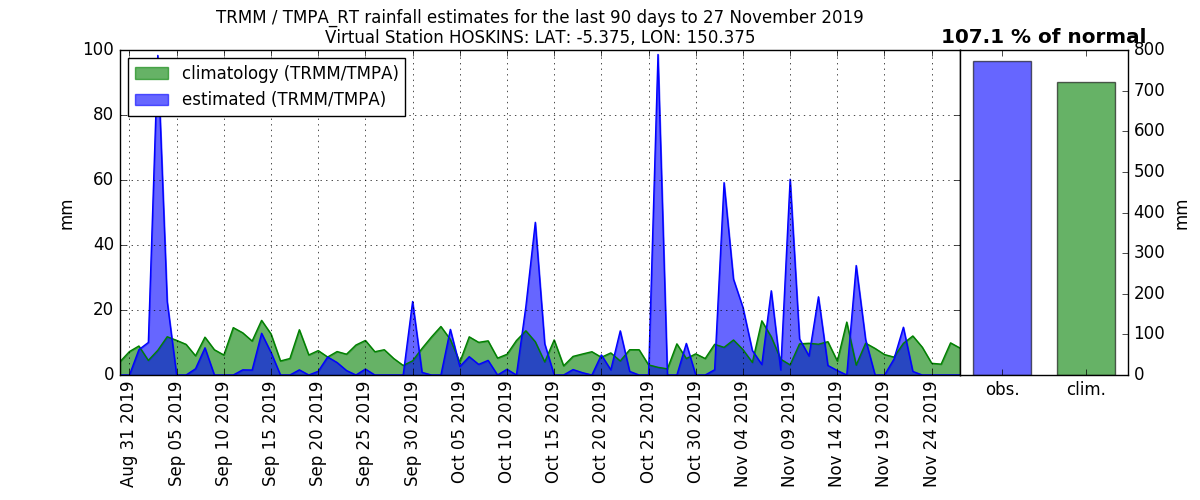 TRMM / TMPA_RT rainfall estimates for the last 90 days to 27 November 2019
Virtual Station HOSKINS: LAT: -5.375, LON: 150.375
107.1 % of normal
climatology (TRMM/TMPA)
estimated (TRMM/TMPA)
mm
100
80
60
40
20
0
Aug 31 2019
Sep 05 2019
Sep 10 2019
Sep 15 2019
Sep 20 2019
Sep 25 2019
Sep 30 2019
Oct 05 2019
Oct 10 2019
Oct 15 2019
Oct 20 2019
Oct 25 2019
Oct 30 2019
Nov 04 2019
Nov 09 2019
Nov 14 2019
Nov 19 2019
Nov 24 2019
obs.
clim.
800
700
600
500
400
300
200
100
0
mm